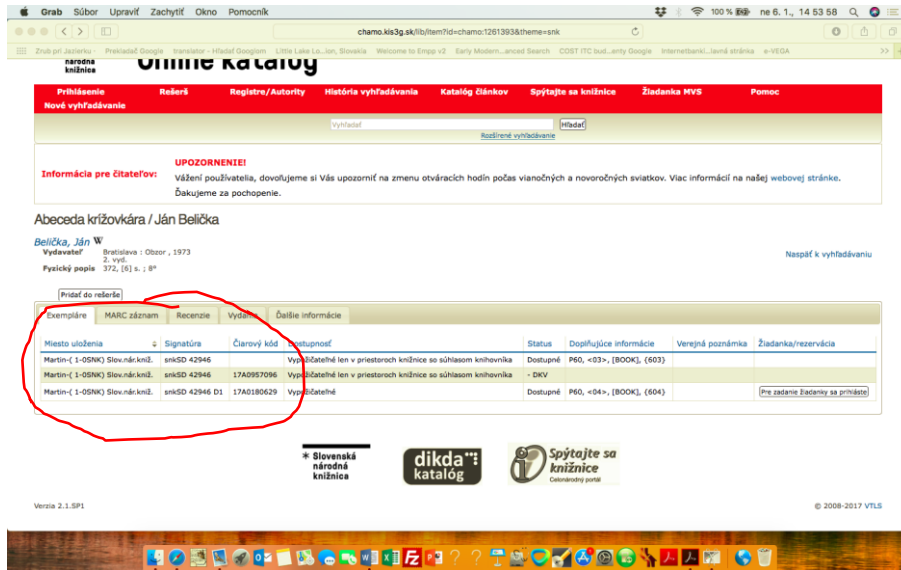 Grab Súbor Upraviť Zachytiť Okno Pomocník 100 % ne 6. 1., 14 53 58
chamo.kis3g.sk/lib/item?id=chamo:1261393&theme=snk
Zrub pri Jazierku - Prekladač Google translator - Hľadať Googlom Little Lake Lo...ion, Slovakia Welcome to Empp v2 Early Modern...anced Search COST ITC bud...enty Google Internetbanki...lavná stránka e-VEGA >>
národná
knižnica
Online katalóg
Prihlásenie Rešerš Registre/Autority História vyhľadávania Katalóg článkov Spýtajte sa knižnice Žiadanka MVS Pomoc
Nové vyhľadávanie
Vyhľadať Hľadať
Rozšírené vyhľadávanie
Informácia pre čitateľov:
UPOZORNENIE!
Vážení používatelia, dovoľujeme si Vás upozorniť na zmenu otváracích hodín počas vianočných a novoročných sviatkov. Viac informácií na našej webovej stránke.
Ďakujeme za pochopenie.
Abeceda krížovkára / Ján Belička
Belička, Ján W
Vydavateľ Bratislava : Obzor , 1973
2. vyd.
Fyzický popis 372, [6] s. ; 8°
Naspäť k vyhľadávaniu
Pridať do rešerše
Exempláre MARC záznam Recenzie Vydania Ďalšie informácie
Miesto uloženia Signatúra Čiarový kód Dostupnosť Status Doplňujúce informácie Verejná poznámka Žiadanka/rezervácia
Martin-( 1-0SNK) Slov.nár.kniž. snkSD 42946 Vypožičateľné len v priestoroch knižnice so súhlasom knihovníka Dostupné P60, <03>, [BOOK], {603}
Martin-( 1-0SNK) Slov.nár.kniž. snkSD 42946 17A0957096 Vypožičateľné len v priestoroch knižnice so súhlasom knihovníka - DKV
Martin-( 1-0SNK) Slov.nár.kniž. snkSD 42946 D1 17A0180629 Vypožičateľné Dostupné P60, <04>, [BOOK], {604} Pre zadanie žiadanky sa prihláste
* Slovenská
národná
knižnica
dikda
katalóg
Spýtajte sa
knižnice
Celonárodný portál
Verzia 2.1.SP1
© 2008-2017 VTLS